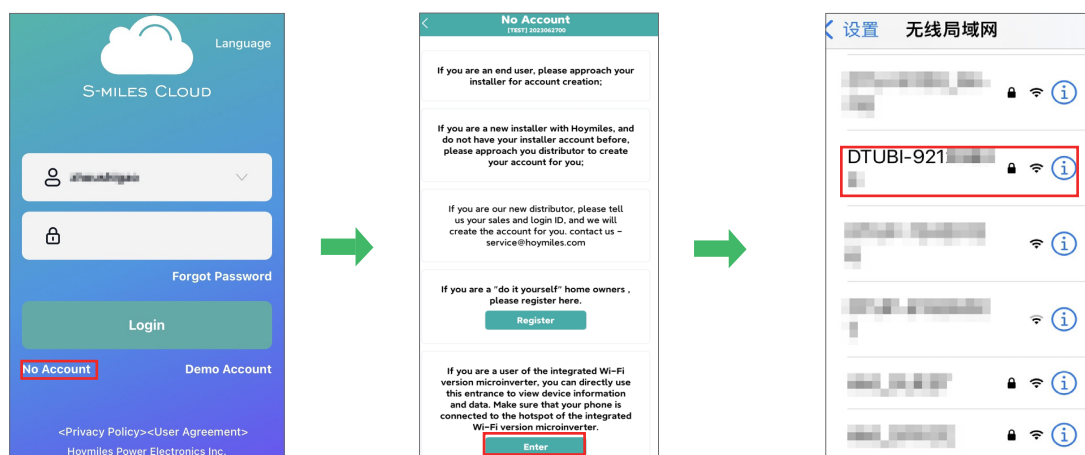 Language
S-MILES CLOUD
Forgot Password
Login
No Account
Demo Account
<Privacy Policy><User Agreement>
Hoymiles Power Electronics Inc.
No Account
[TEST] 2023062700
If you are an end user, please approach your
installer for account creation;
If you are a new installer with Hoymiles, and
do not have your installer account before,
please approach you distributor to create
your account for you;
If you are our new distributor, please tell
us your sales and login ID, and we will
create the account for you. contact us –
service@hoymiles.com
If you are a "do it yourself" home owners ,
please register here.
Register
If you are a user of the integrated Wi-Fi
version microinverter, you can directly use
this entrance to view device information
and data. Make sure that your phone is
connected to the hotspot of the integrated
Wi-Fi version microinverter.
Enter
设置 无线局域网
DTUBI-921